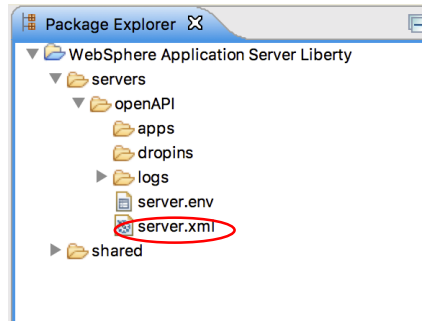 Package Explorer
WebSphere Application Server Liberty
servers
openAPI
apps
dropins
logs
server.env
server.xml
shared